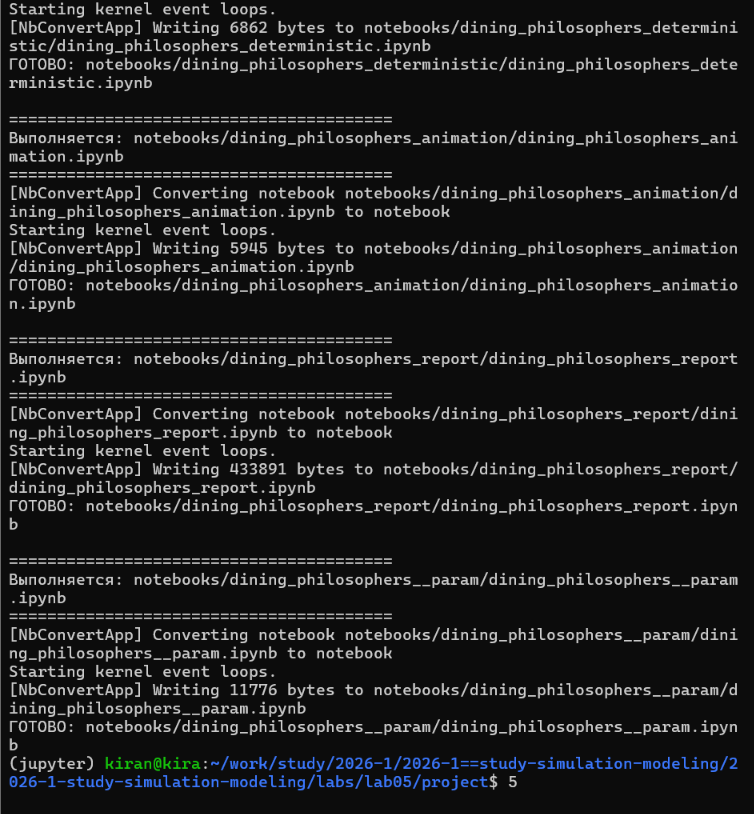 Starting kernel event loops.
[NbConvertApp] Writing 6862 bytes to notebooks/dining_philosophers_determini
stic/dining_philosophers_deterministic.ipynb
ГОТОВО: notebooks/dining_philosophers_deterministic/dining_philosophers_dete
rministic.ipynb
========================================
Выполняется: notebooks/dining_philosophers_animation/dining_philosophers_ani
mation.ipynb
========================================
[NbConvertApp] Converting notebook notebooks/dining_philosophers_animation/d
ining_philosophers_animation.ipynb to notebook
Starting kernel event loops.
[NbConvertApp] Writing 5945 bytes to notebooks/dining_philosophers_animation
/dining_philosophers_animation.ipynb
ГОТОВО: notebooks/dining_philosophers_animation/dining_philosophers_animatio
n.ipynb
========================================
Выполняется: notebooks/dining_philosophers_report/dining_philosophers_report
.ipynb
========================================
[NbConvertApp] Converting notebook notebooks/dining_philosophers_report/dini
ng_philosophers_report.ipynb to notebook
Starting kernel event loops.
[NbConvertApp] Writing 433891 bytes to notebooks/dining_philosophers_report/
dining_philosophers_report.ipynb
ГОТОВО: notebooks/dining_philosophers_report/dining_philosophers_report.ipyn
b
========================================
Выполняется: notebooks/dining_philosophers__param/dining_philosophers__param
.ipynb
========================================
[NbConvertApp] Converting notebook notebooks/dining_philosophers__param/dini
ng_philosophers__param.ipynb to notebook
Starting kernel event loops.
[NbConvertApp] Writing 11776 bytes to notebooks/dining_philosophers__param/d
ining_philosophers__param.ipynb
ГОТОВО: notebooks/dining_philosophers__param/dining_philosophers__param.ipyn
b
(jupyter) kiran@kira:~/work/study/2026-1/2026-1==study-simulation-modeling/2
026-1-study-simulation-modeling/labs/lab05/project$ 5